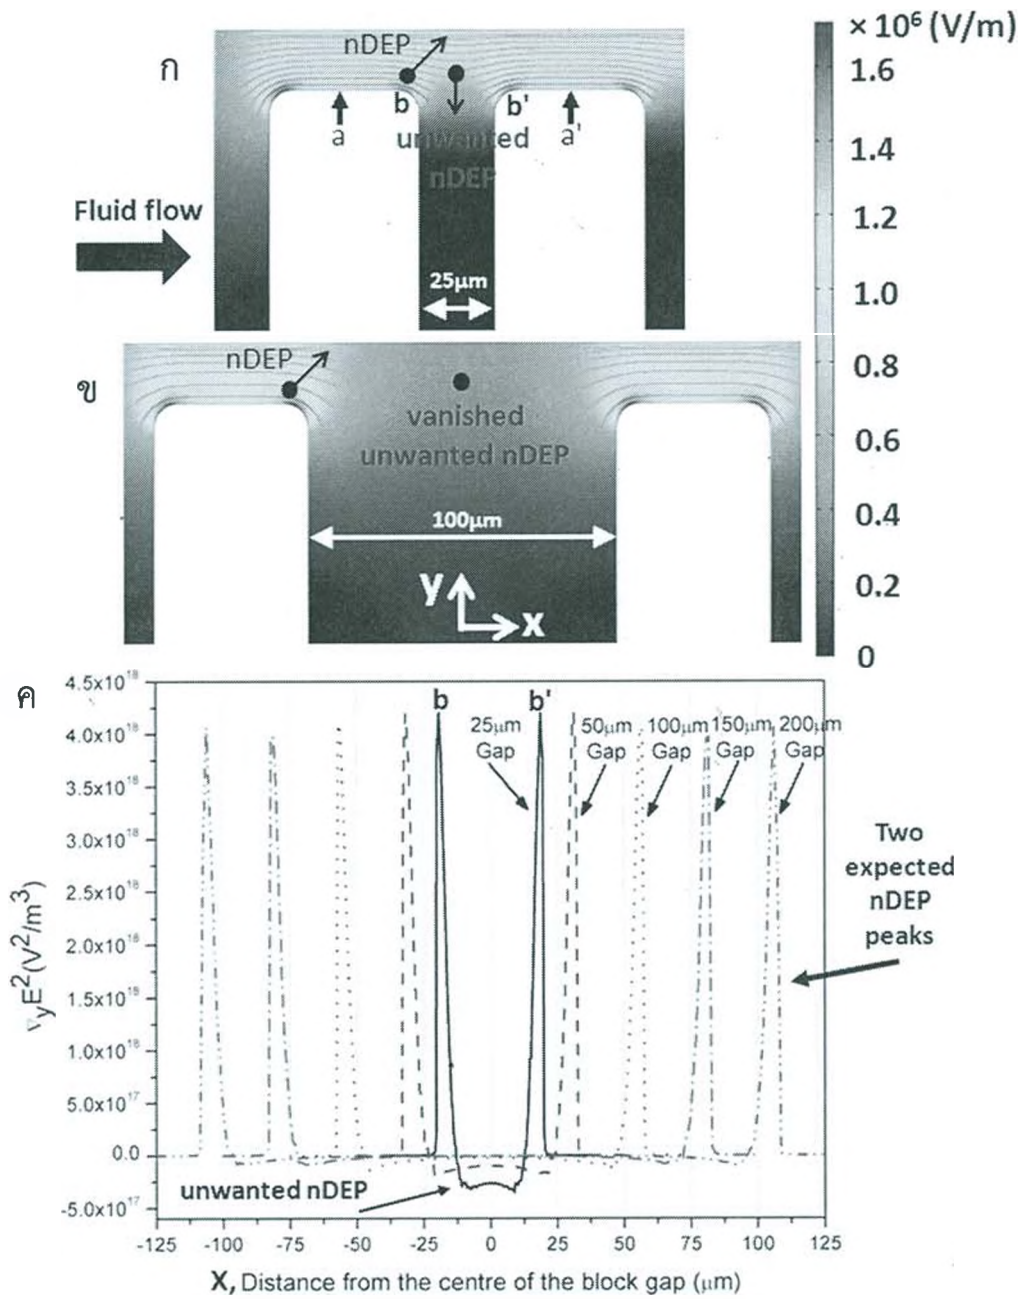 ก
nDEP
b
b'
a
a'
unwanted
nDEP
Fluid flow
25μm
× 10⁶ (V/m)
1.6
1.4
1.2
1.0
0.8
0.6
0.4
0.2
0
ข
nDEP
vanished
unwanted nDEP
100μm
y
x
ค
4.5x10¹⁸
4.0x10¹⁸
3.5x10¹⁸
3.0x10¹⁸
2.5x10¹⁸
2.0x10¹⁸
1.5x10¹⁸
1.0x10¹⁸
5.0x10¹⁷
0.0
-5.0x10¹⁷
∇yE²(V²/m³)
b
b'
25μm
Gap
50μm
Gap
100μm
Gap
150μm
Gap
200μm
Gap
Two
expected
nDEP
peaks
unwanted nDEP
-125 -100 -75 -50 -25 0 25 50 75 100 125
X, Distance from the centre of the block gap (μm)